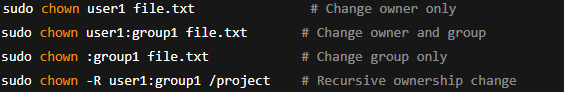 sudo chown user1 file.txt # Change owner only
sudo chown user1:group1 file.txt # Change owner and group
sudo chown :group1 file.txt # Change group only
sudo chown -R user1:group1 /project # Recursive ownership change